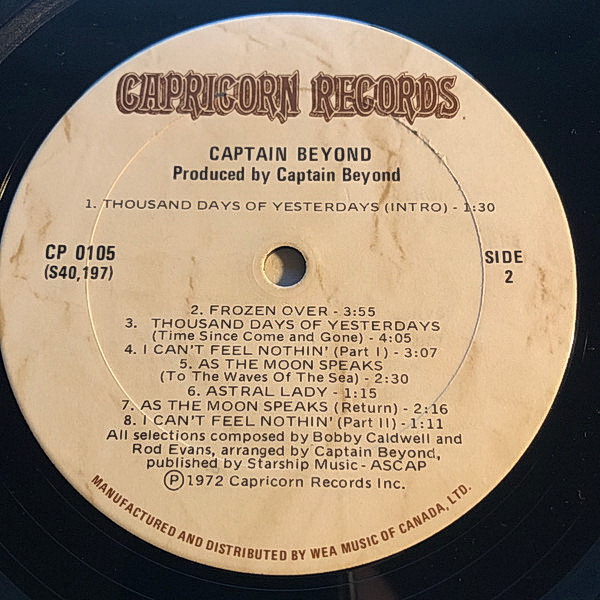 CAPRICORN RECORDS
CAPTAIN BEYOND
Produced by Captain Beyond
1. THOUSAND DAYS OF YESTERDAYS (INTRO) - 1:30
CP 0105
(S40,197)
SIDE
2
2. FROZEN OVER - 3:55
3. THOUSAND DAYS OF YESTERDAYS
(Time Since Come and Gone) - 4:05
4. I CAN'T FEEL NOTHIN' (Part I) - 3:07
5. AS THE MOON SPEAKS
(To The Waves Of The Sea) - 2:30
6. ASTRAL LADY - 1:15
7. AS THE MOON SPEAKS (Return) - 2:16
8. I CAN'T FEEL NOTHIN' (Part II) - 1:11
All selections composed by Bobby Caldwell and
Rod Evans, arranged by Captain Beyond,
published by Starship Music - ASCAP
Ⓟ1972 Capricorn Records Inc.
MANUFACTURED AND DISTRIBUTED BY WEA MUSIC OF CANADA, LTD.